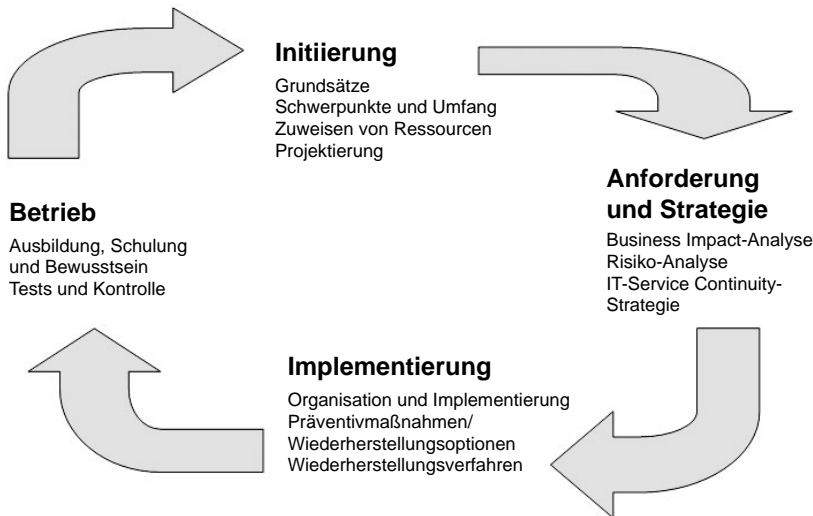 Initiierung
Grundsätze
Schwerpunkte und Umfang
Zuweisen von Ressourcen
Projektierung
Anforderung
und Strategie
Business Impact-Analyse
Risiko-Analyse
IT-Service Continuity-
Strategie
Implementierung
Organisation und Implementierung
Präventivmaßnahmen/
Wiederherstellungsoptionen
Wiederherstellungsverfahren
Betrieb
Ausbildung, Schulung
und Bewusstsein
Tests und Kontrolle